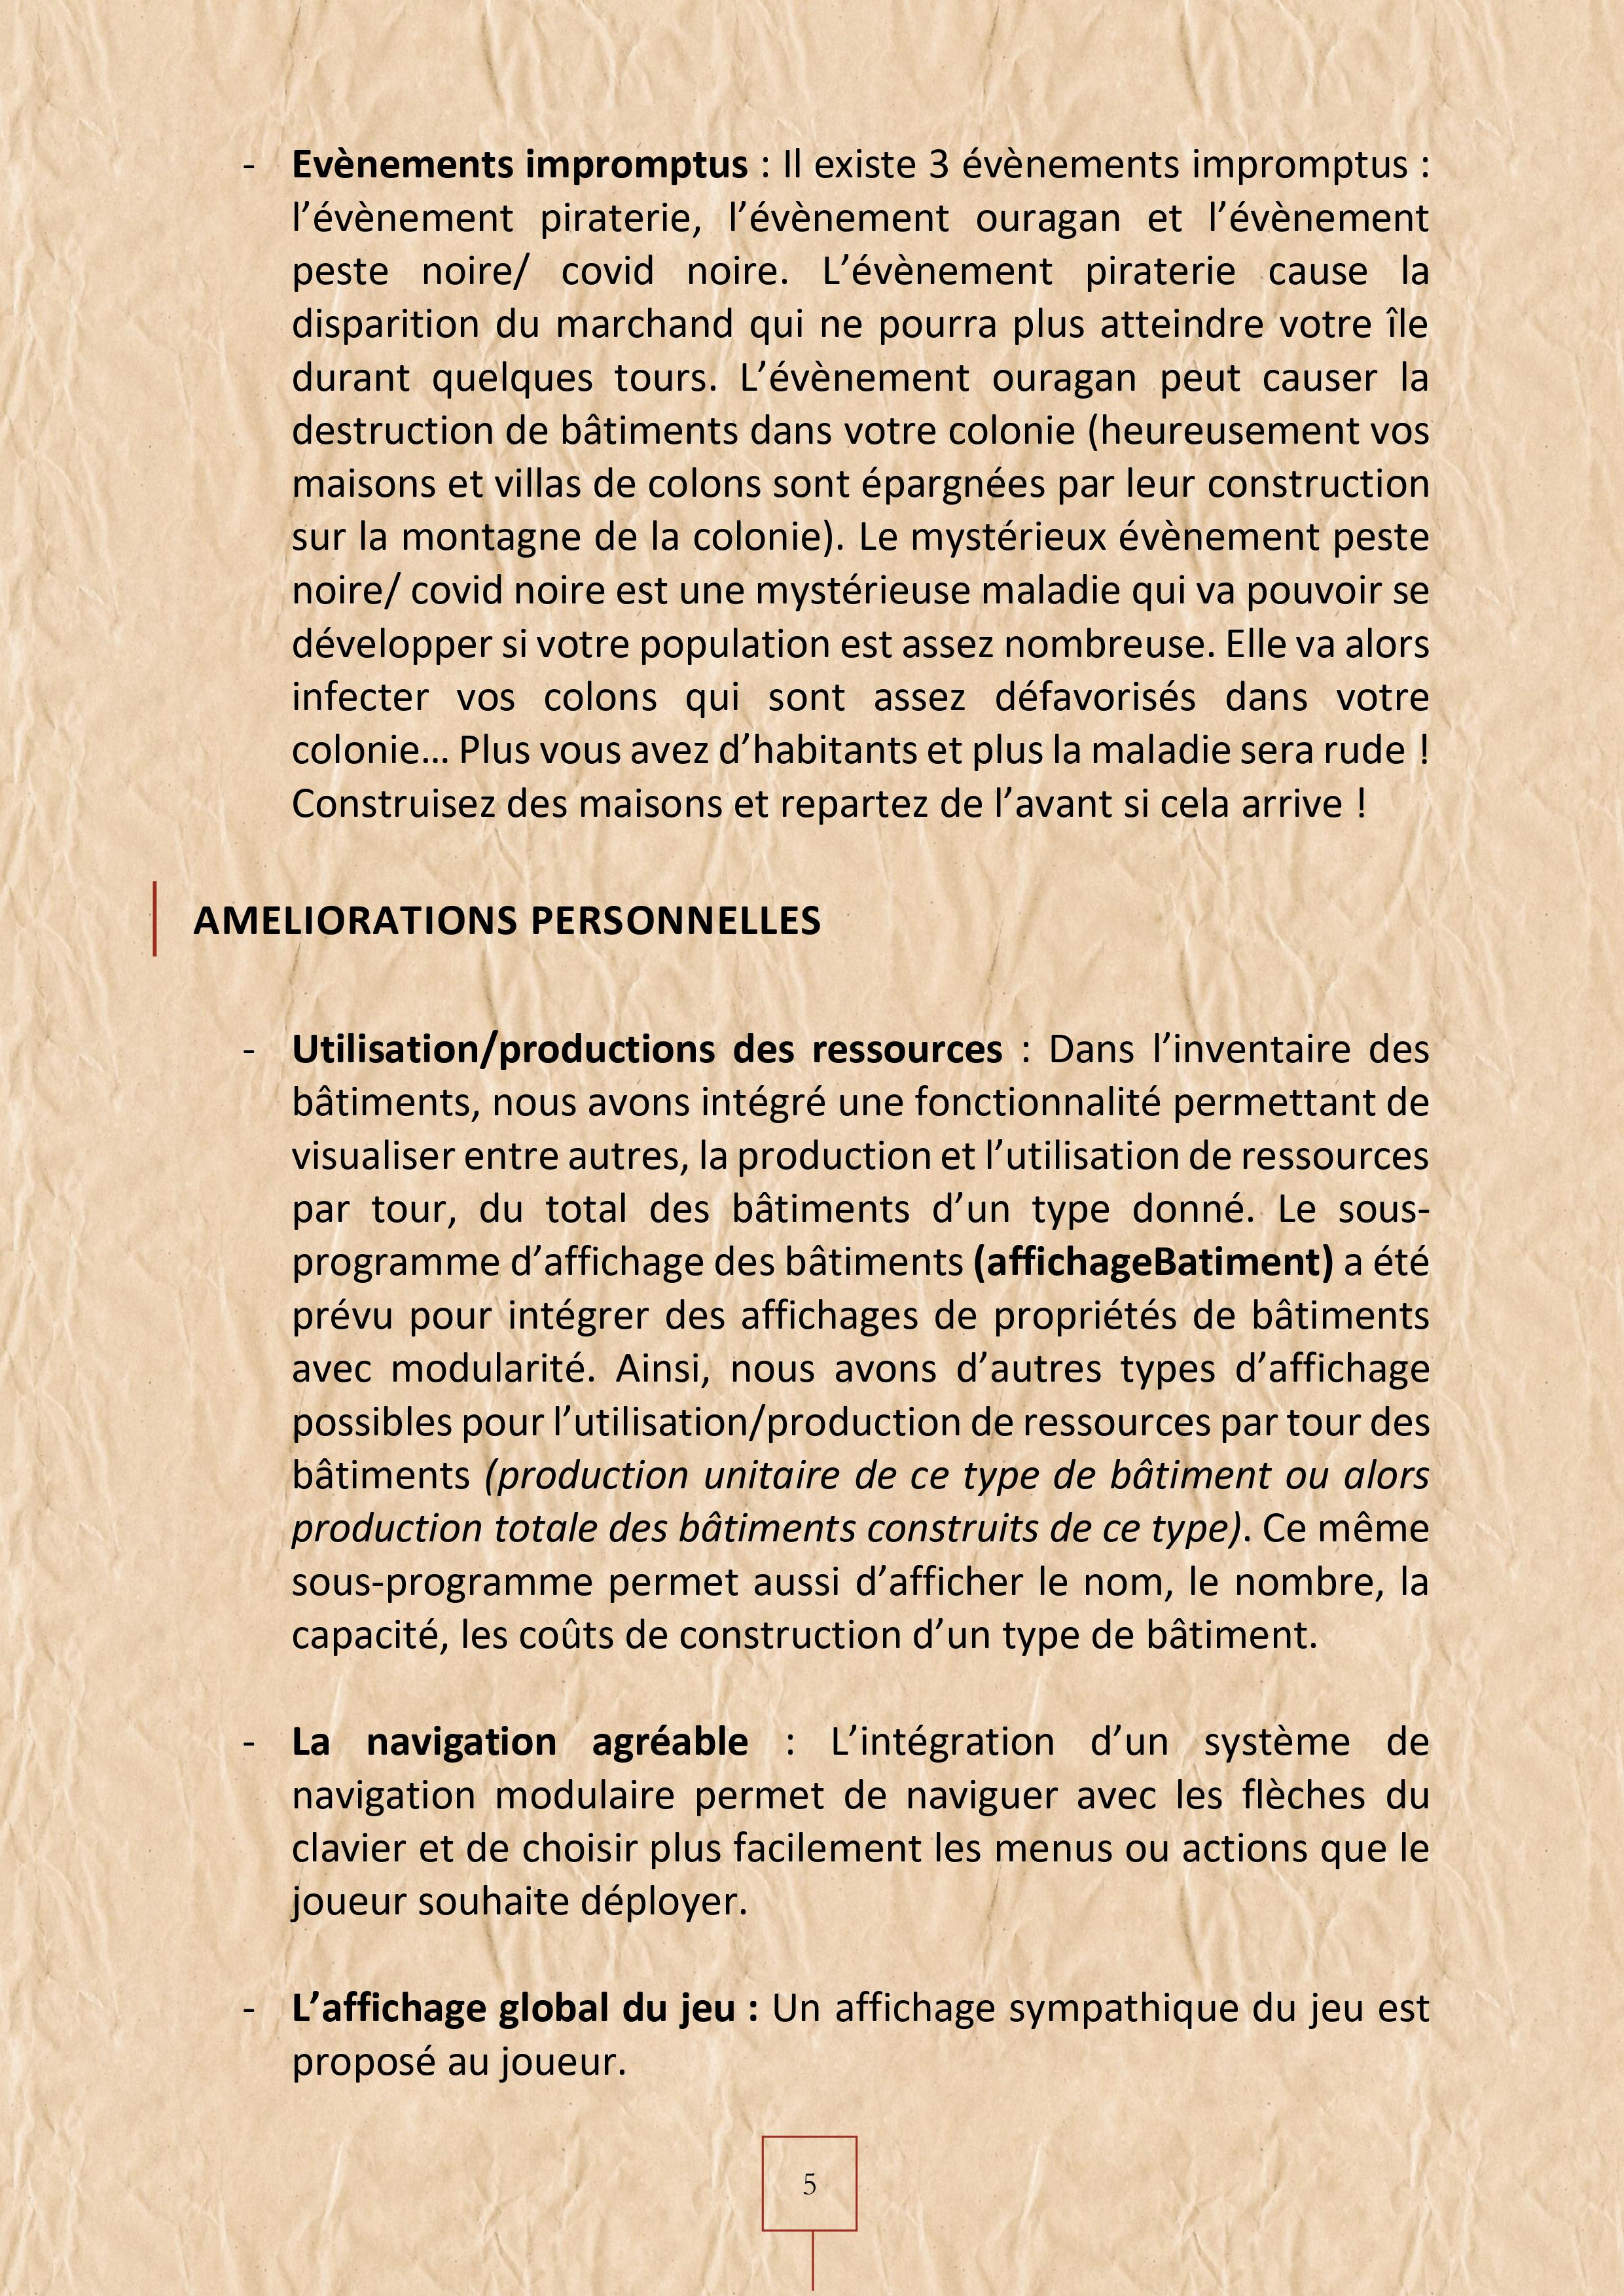 - Evènements impromptus : Il existe 3 évènements impromptus :
l’évènement piraterie, l’évènement ouragan et l’évènement
peste noire/ covid noire. L’évènement piraterie cause la
disparition du marchand qui ne pourra plus atteindre votre île
durant quelques tours. L’évènement ouragan peut causer la
destruction de bâtiments dans votre colonie (heureusement vos
maisons et villas de colons sont épargnées par leur construction
sur la montagne de la colonie). Le mystérieux évènement peste
noire/ covid noire est une mystérieuse maladie qui va pouvoir se
développer si votre population est assez nombreuse. Elle va alors
infecter vos colons qui sont assez défavorisés dans votre
colonie… Plus vous avez d’habitants et plus la maladie sera rude !
Construisez des maisons et repartez de l’avant si cela arrive !
AMELIORATIONS PERSONNELLES
- Utilisation/productions des ressources : Dans l’inventaire des
bâtiments, nous avons intégré une fonctionnalité permettant de
visualiser entre autres, la production et l’utilisation de ressources
par tour, du total des bâtiments d’un type donné. Le sous-
programme d’affichage des bâtiments (affichageBatiment) a été
prévu pour intégrer des affichages de propriétés de bâtiments
avec modularité. Ainsi, nous avons d’autres types d’affichage
possibles pour l’utilisation/production de ressources par tour des
bâtiments (production unitaire de ce type de bâtiment ou alors
production totale des bâtiments construits de ce type). Ce même
sous-programme permet aussi d’afficher le nom, le nombre, la
capacité, les coûts de construction d’un type de bâtiment.
- La navigation agréable : L’intégration d’un système de
navigation modulaire permet de naviguer avec les flèches du
clavier et de choisir plus facilement les menus ou actions que le
joueur souhaite déployer.
- L’affichage global du jeu : Un affichage sympathique du jeu est
proposé au joueur.
5